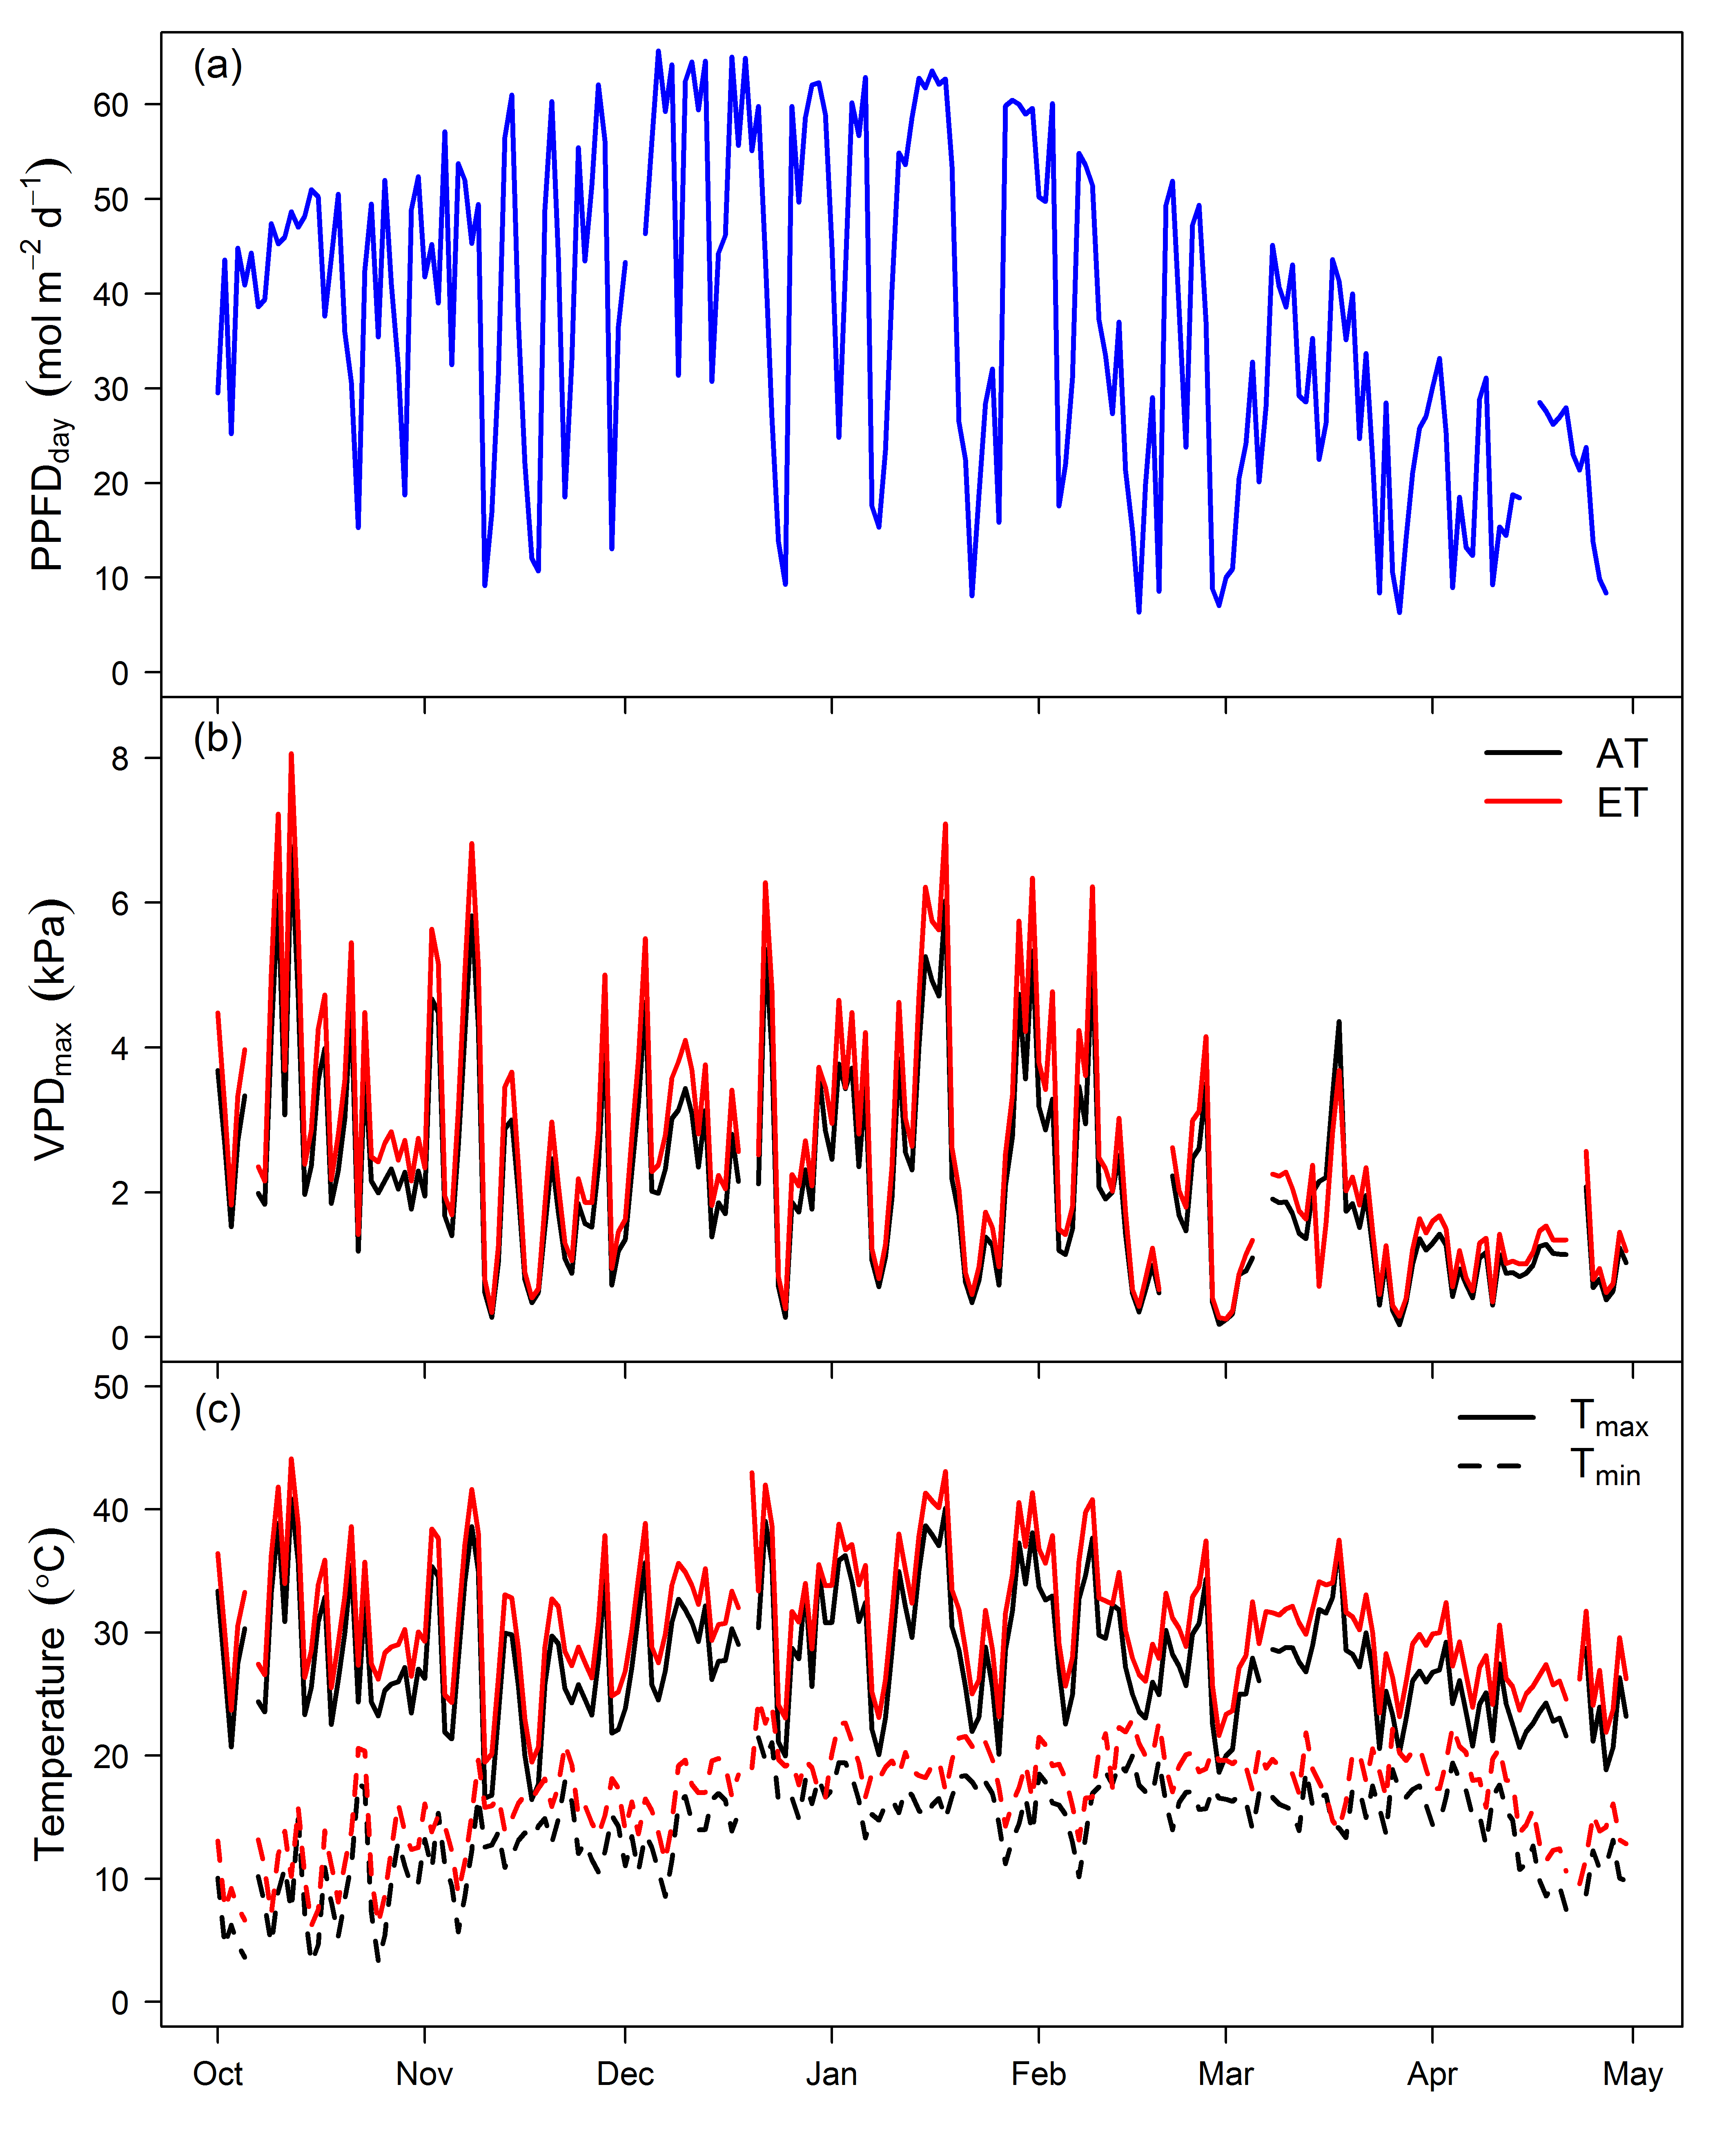 (a)
60
50
40
30
20
10
0
PPFDday (mol m−2 d−1)
(b)
AT
ET
8
6
4
2
0
VPDmax (kPa)
(c)
Tmax
Tmin
50
40
30
20
10
0
Temperature (°C)
Oct Nov Dec Jan Feb Mar Apr May